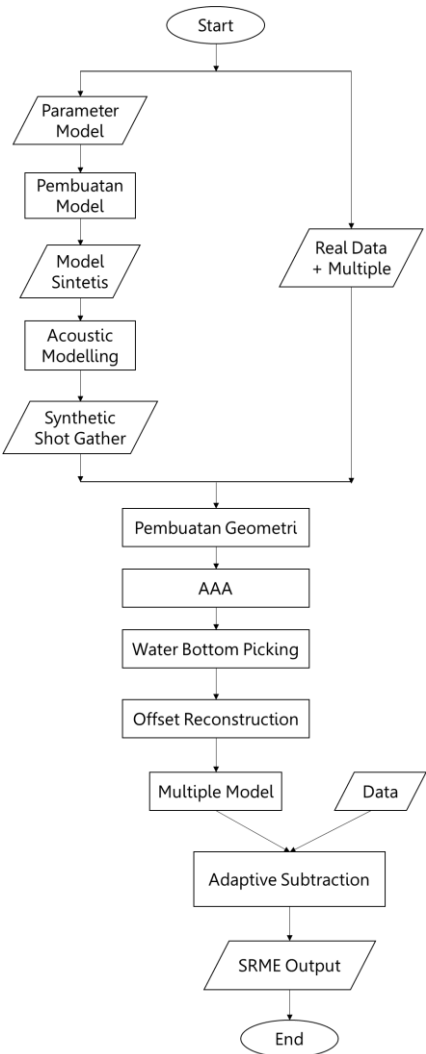 Start
Parameter
Model
Pembuatan
Model
Model
Sintetis
Acoustic
Modelling
Synthetic
Shot Gather
Real Data
+ Multiple
Pembuatan Geometri
AAA
Water Bottom Picking
Offset Reconstruction
Multiple Model
Data
Adaptive Subtraction
SRME Output
End